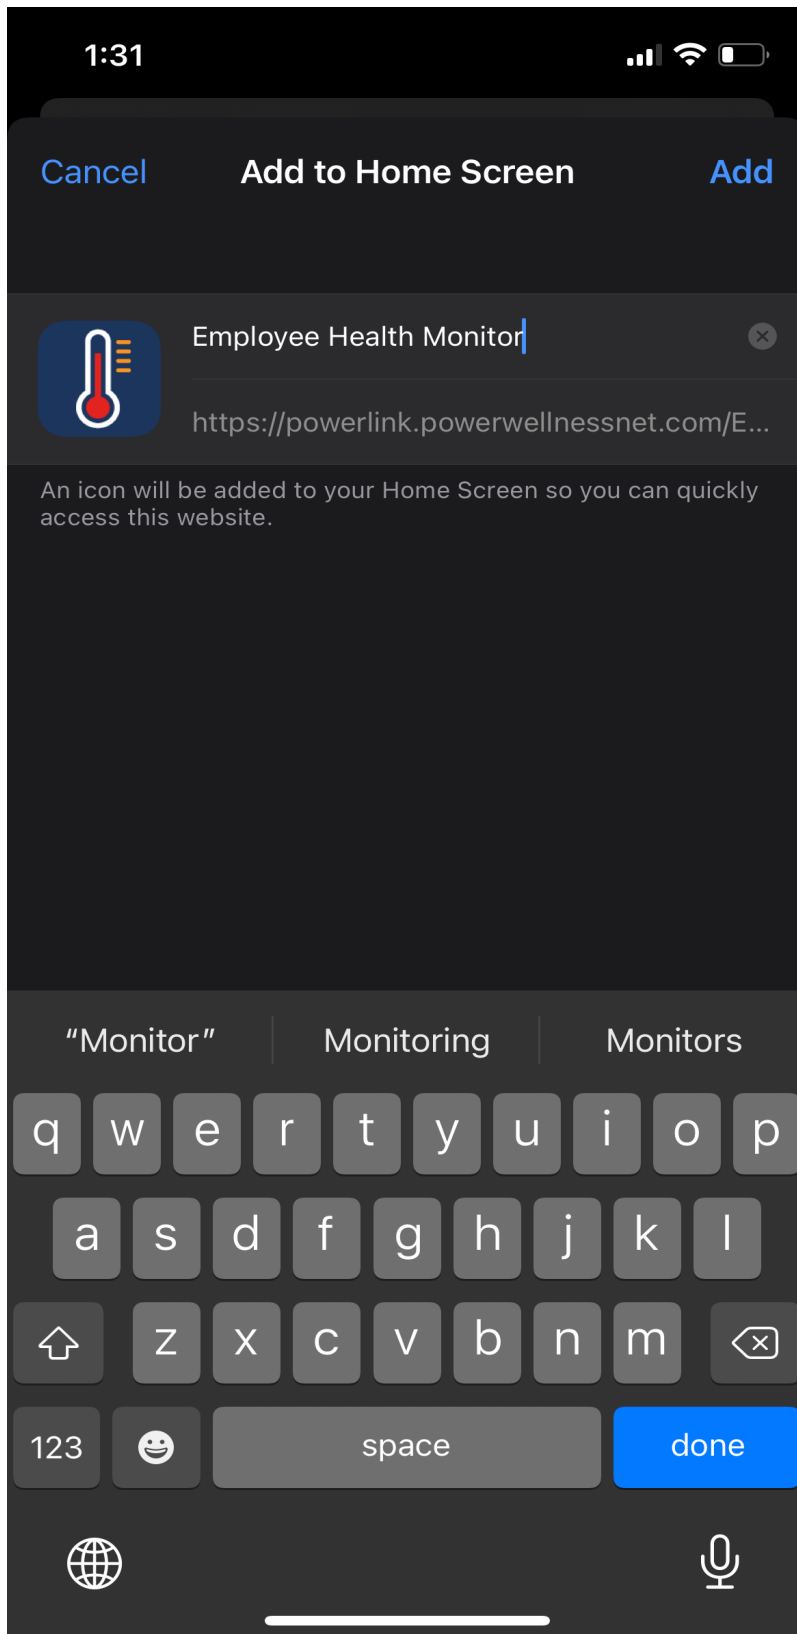 1:31
Cancel Add to Home Screen Add
Employee Health Monitor
https://powerlink.powerwellnessnet.com/E...
An icon will be added to your Home Screen so you can quickly
access this website.
“Monitor” Monitoring Monitors
q w e r t y u i o p
a s d f g h j k l
z x c v b n m
123 space done